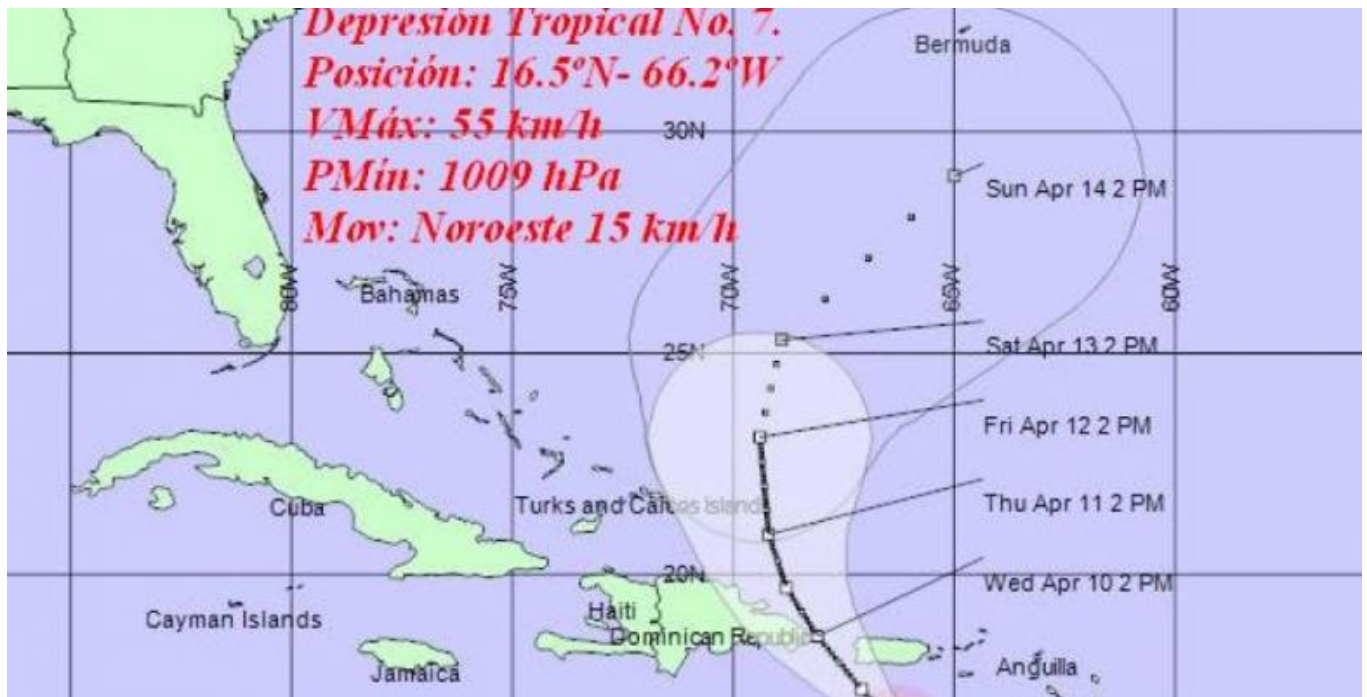 Depresión Tropical No. 7.
Posición: 16.5ºN- 66.2ºW
VMáx: 55 km/h
PMín: 1009 hPa
Mov: Noroeste 15 km/h
Bermuda
30N
Sun Apr 14 2 PM
80W
75W
70W
65W
60W
Bahamas
25N
Sat Apr 13 2 PM
Fri Apr 12 2 PM
Turks and Caicos Islands
Cuba
Thu Apr 11 2 PM
20N
Wed Apr 10 2 PM
Cayman Islands
Haiti
Dominican Republic
Jamaica
Anguilla